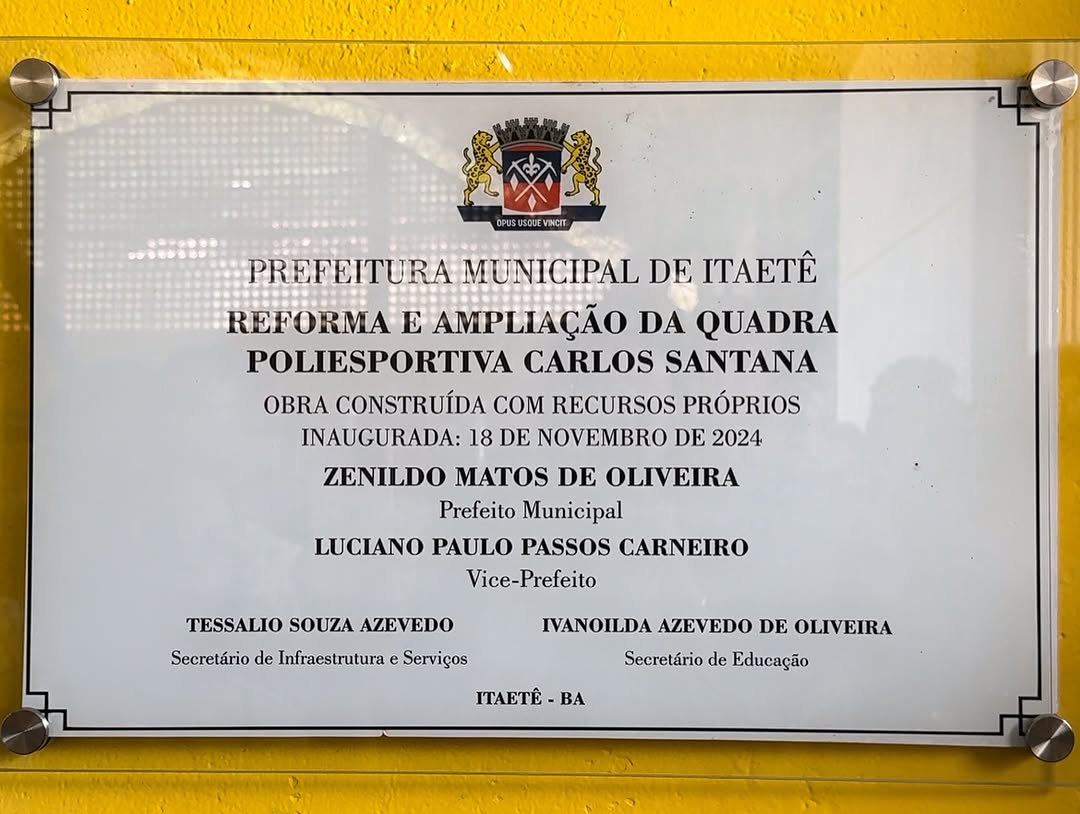 OPUS USQUE VINCIT
PREFEITURA MUNICIPAL DE ITAETÊ
REFORMA E AMPLIAÇÃO DA QUADRA
POLIESPORTIVA CARLOS SANTANA
OBRA CONSTRUÍDA COM RECURSOS PRÓPRIOS
INAUGURADA: 18 DE NOVEMBRO DE 2024
ZENILDO MATOS DE OLIVEIRA
Prefeito Municipal
LUCIANO PAULO PASSOS CARNEIRO
Vice-Prefeito
TESSALIO SOUZA AZEVEDO
Secretário de Infraestrutura e Serviços
IVANOILDA AZEVEDO DE OLIVEIRA
Secretário de Educação
ITAETÊ - BA